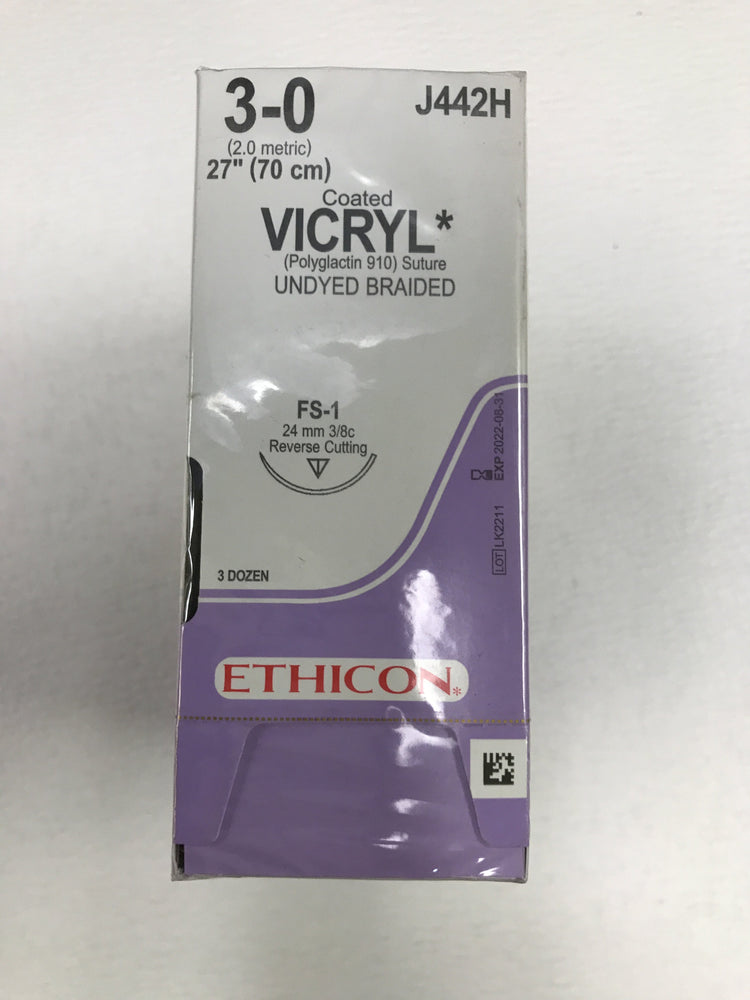 3-0
J442H
(2.0 metric)
27" (70 cm)
Coated
VICRYL*
(Polyglactin 910) Suture
UNDYED BRAIDED
FS-1
24 mm 3/8c
Reverse Cutting
EXP 2022-08-31
LOT LK2211
3 DOZEN
ETHICON*